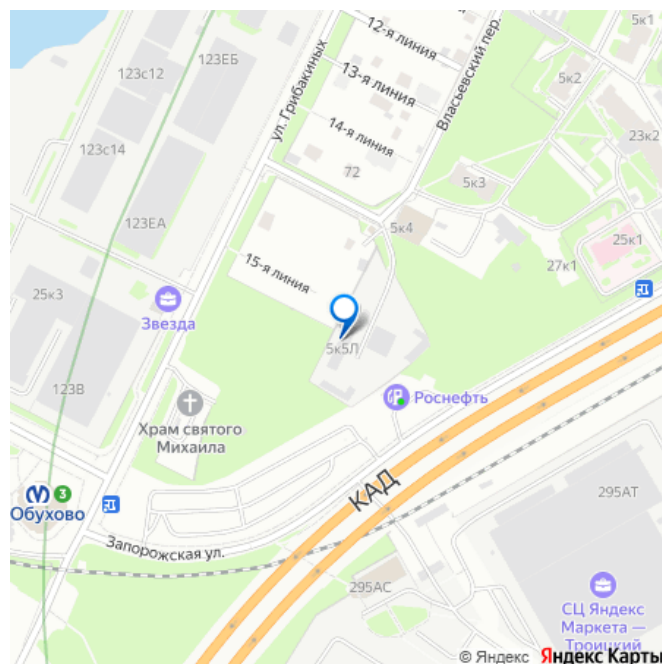 12-я линия
5к1
123с12
123ЕБ
ул. Грибакиных
Власьевский пер.
5к2
13-я линия
14-я линия
23к2
123с14
72
5к3
123ЕА
5к4
25к1
15-я линия
27к1
25к3
Звезда
5к5Л
123В
Роснефть
Храм святого
Михаила
КАД
3
Обухово
295АТ
Запорожская ул.
295АС
СЦ Яндекс
Маркета —
Троицкий
© Яндекс Яндекс Карты